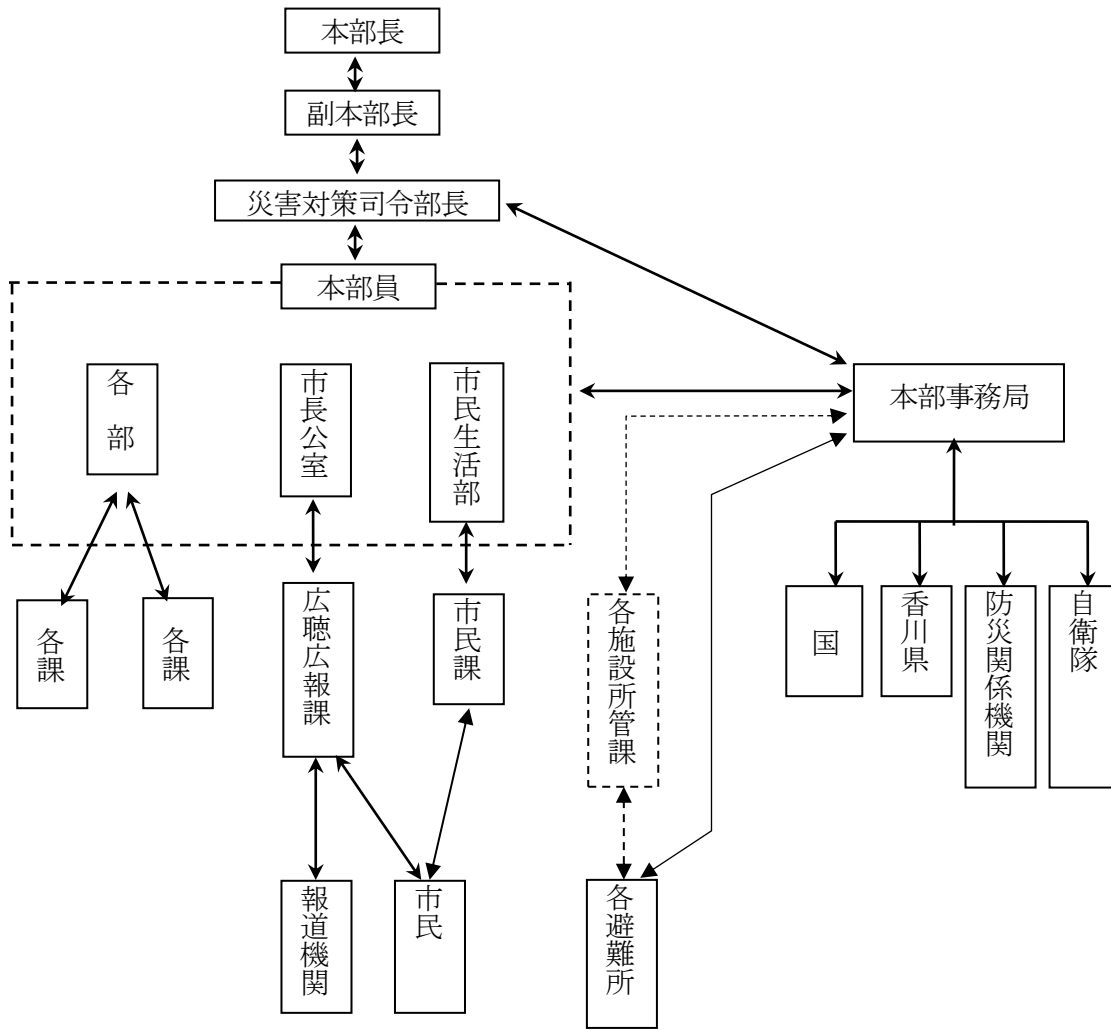 本部長
副本部長
災害対策司令部長
本部員
各部
市長公室
市民生活部
本部事務局
各課
各課
広聴広報課
市民課
各施設所管課
国
香川県
防災関係機関
自衛隊
報道機関
市民
各避難所